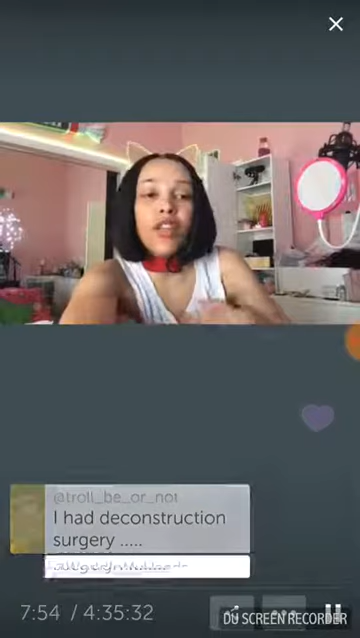 @troll_be_or_not
I had deconstruction
surgery .....
7:54 / 4:35:32
DU SCREEN RECORDER